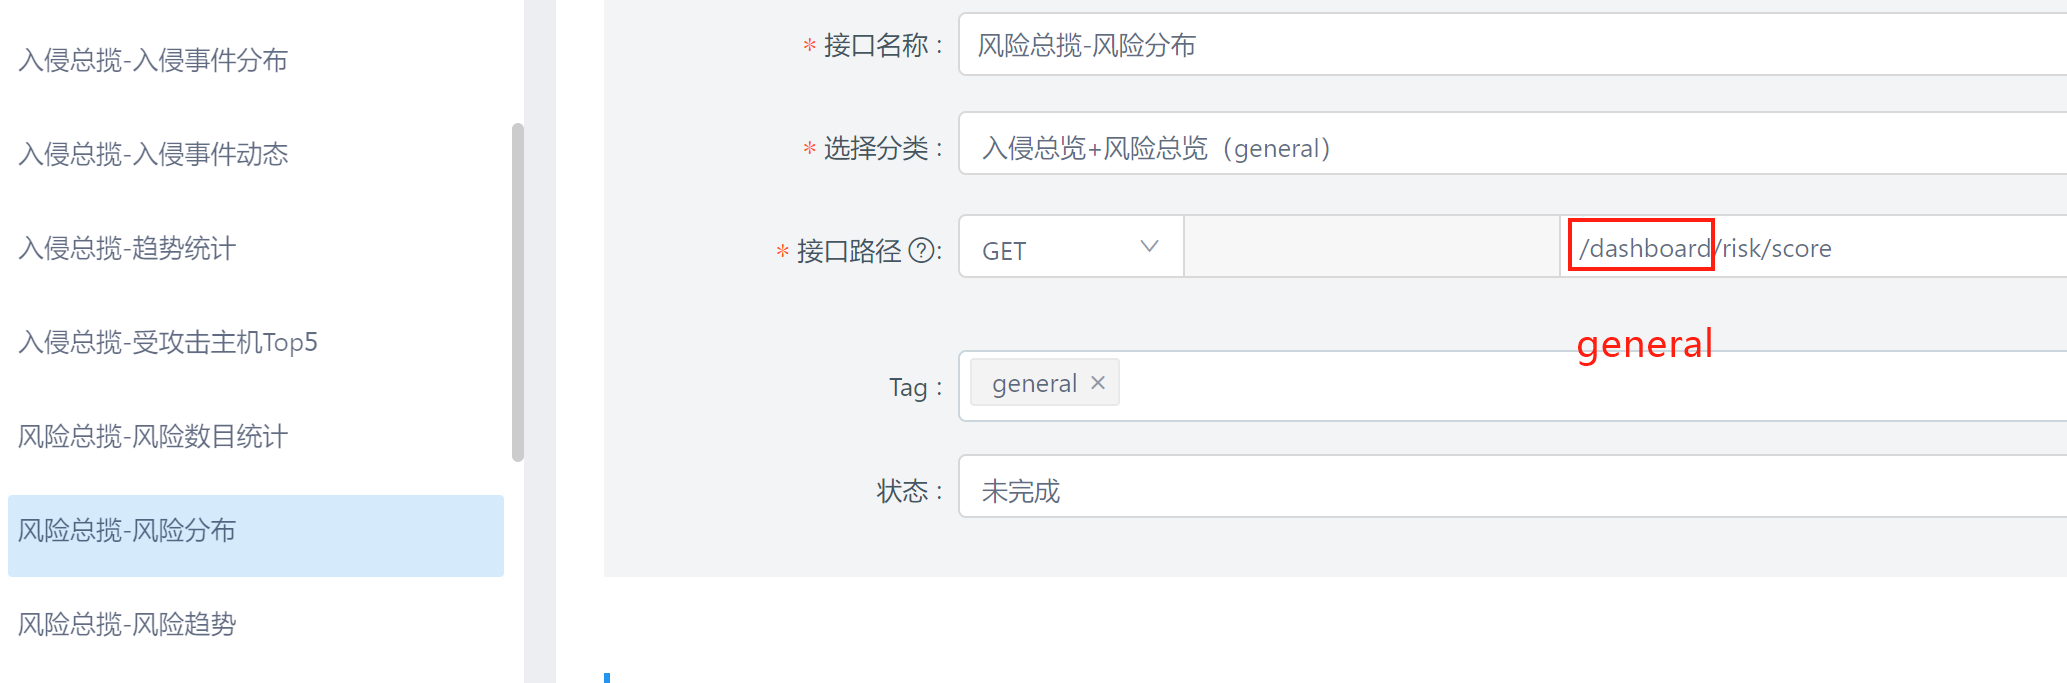 入侵总揽-入侵事件分布
入侵总揽-入侵事件动态
入侵总揽-趋势统计
入侵总揽-受攻击主机Top5
风险总揽-风险数目统计
风险总揽-风险分布
风险总揽-风险趋势
* 接口名称 : 风险总揽-风险分布
* 选择分类 : 入侵总览+风险总览（general）
* 接口路径 ? : GET /dashboard/risk/score
general
Tag : general ×
状态 : 未完成